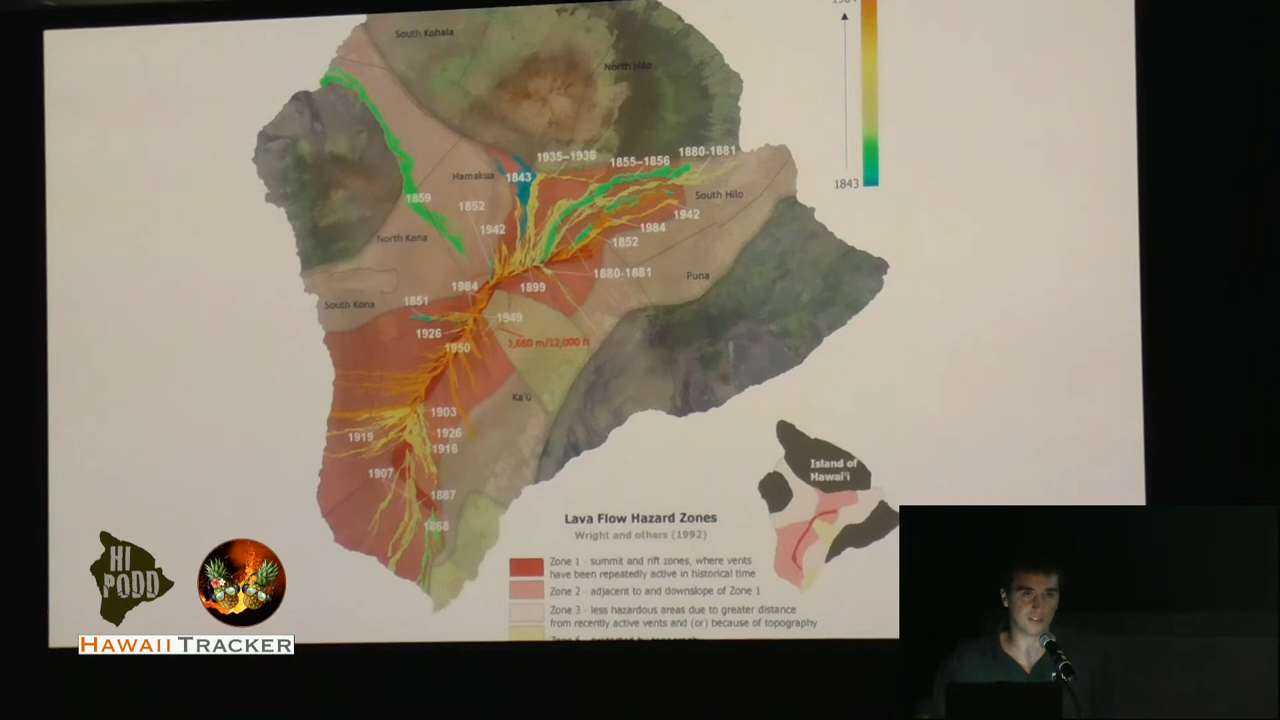 South Kohala
North Hilo
1843
1935–1936
1855–1856
1880-1881
Hamakua
1843
1859
1852
South Hilo
1942
1942
1984
North Kona
1852
1880-1881
Puna
1984
1899
1851
South Kona
1949
1926
3,660 m/12,000 ft
1950
Ka'ū
1903
1926
1919
1916
1907
1887
1868
Island of
Hawai'i
Lava Flow Hazard Zones
Wright and others (1992)
Zone 1 - summit and rift zones, where vents
have been repeatedly active in historical time
Zone 2 - adjacent to and downslope of Zone 1
Zone 3 - less hazardous areas due to greater distance
from recently active vents and (or) because of topography
HI
PODD
HAWAII TRACKER